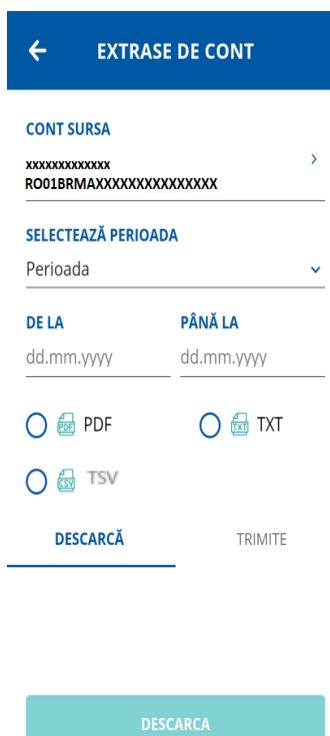 EXTRASE DE CONT
CONT SURSA
xxxxxxxxxxxxx
RO01BRMAXXXXXXXXXXXXXXX
SELECTEAZĂ PERIOADA
Perioada
DE LA PÂNĂ LA
dd.mm.yyyy dd.mm.yyyy
PDF PDF TXT TXT
CSV TSV
DESCARCĂ TRIMITE
DESCARCA